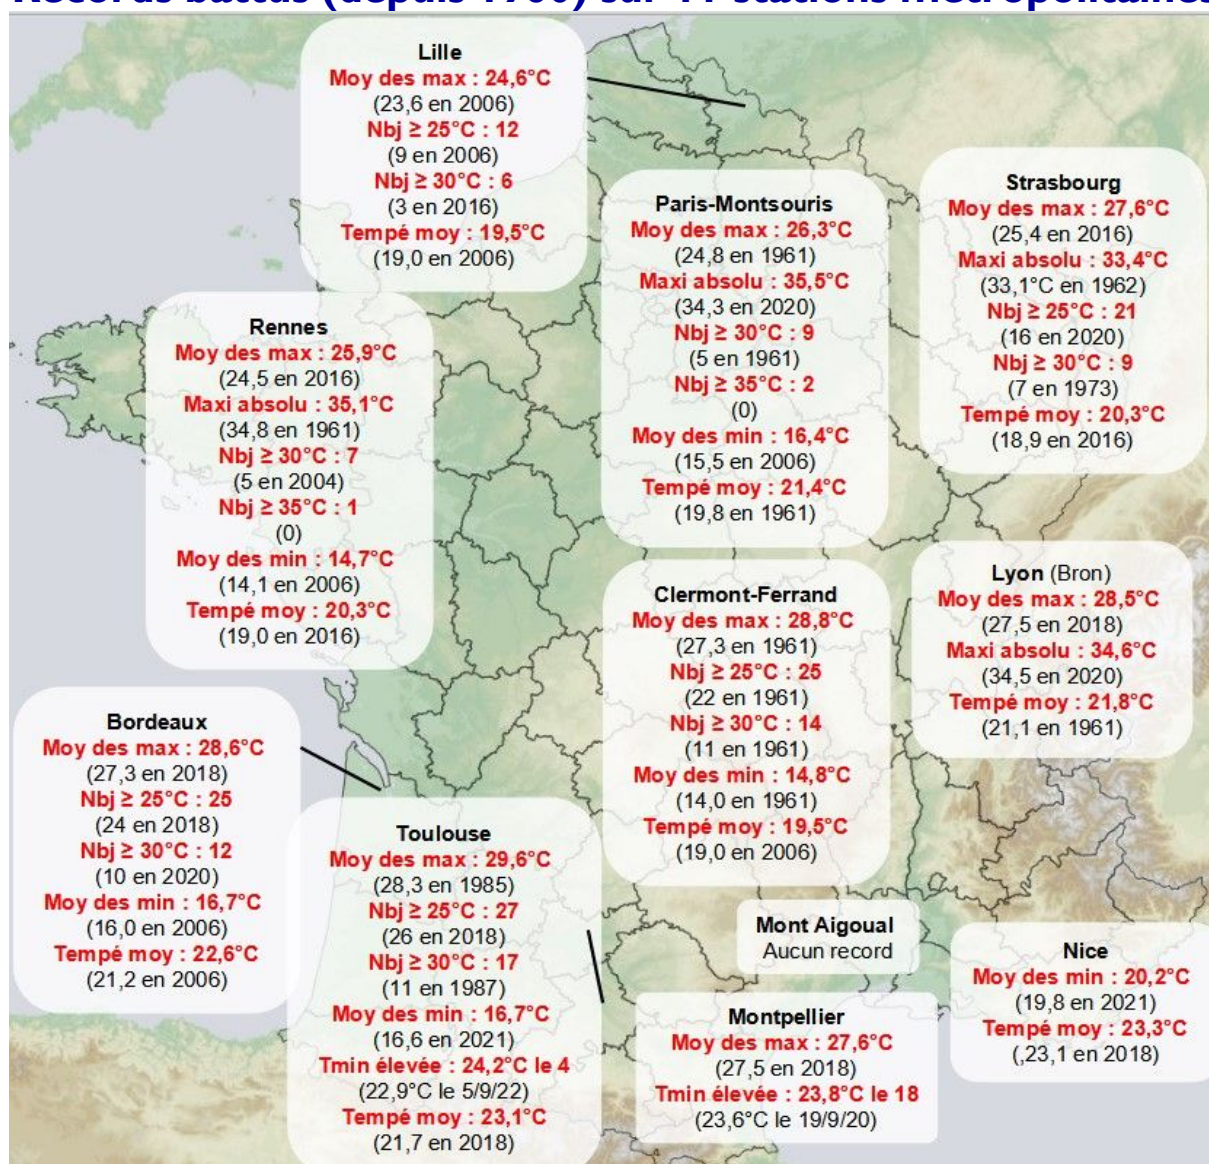 Records battus (depuis 1900) sur 11 stations métropolitaines
Lille
Moy des max : 24,6°C
(23,6 en 2006)
Nbj ≥ 25°C : 12
(9 en 2006)
Nbj ≥ 30°C : 6
(3 en 2016)
Tempé moy : 19,5°C
(19,0 en 2006)
Paris-Montsouris
Moy des max : 26,3°C
(24,8 en 1961)
Maxi absolu : 35,5°C
(34,3 en 2020)
Nbj ≥ 30°C : 9
(5 en 1961)
Nbj ≥ 35°C : 2
(0)
Moy des min : 16,4°C
(15,5 en 2006)
Tempé moy : 21,4°C
(19,8 en 1961)
Strasbourg
Moy des max : 27,6°C
(25,4 en 2016)
Maxi absolu : 33,4°C
(33,1°C en 1962)
Nbj ≥ 25°C : 21
(16 en 2020)
Nbj ≥ 30°C : 9
(7 en 1973)
Tempé moy : 20,3°C
(18,9 en 2016)
Rennes
Moy des max : 25,9°C
(24,5 en 2016)
Maxi absolu : 35,1°C
(34,8 en 1961)
Nbj ≥ 30°C : 7
(5 en 2004)
Nbj ≥ 35°C : 1
(0)
Moy des min : 14,7°C
(14,1 en 2006)
Tempé moy : 20,3°C
(19,0 en 2016)
Clermont-Ferrand
Moy des max : 28,8°C
(27,3 en 1961)
Nbj ≥ 25°C : 25
(22 en 1961)
Nbj ≥ 30°C : 14
(11 en 1961)
Moy des min : 14,8°C
(14,0 en 1961)
Tempé moy : 19,5°C
(19,0 en 2006)
Lyon (Bron)
Moy des max : 28,5°C
(27,5 en 2018)
Maxi absolu : 34,6°C
(34,5 en 2020)
Tempé moy : 21,8°C
(21,1 en 1961)
Bordeaux
Moy des max : 28,6°C
(27,3 en 2018)
Nbj ≥ 25°C : 25
(24 en 2018)
Nbj ≥ 30°C : 12
(10 en 2020)
Moy des min : 16,7°C
(16,0 en 2006)
Tempé moy : 22,6°C
(21,2 en 2006)
Toulouse
Moy des max : 29,6°C
(28,3 en 1985)
Nbj ≥ 25°C : 27
(26 en 2018)
Nbj ≥ 30°C : 17
(11 en 1987)
Moy des min : 16,7°C
(16,6 en 2021)
Tmin élevée : 24,2°C le 4
(22,9°C le 5/9/22)
Tempé moy : 23,1°C
(21,7 en 2018)
Mont Aigoual
Aucun record
Montpellier
Moy des max : 27,6°C
(27,5 en 2018)
Tmin élevée : 23,8°C le 18
(23,6°C le 19/9/20)
Nice
Moy des min : 20,2°C
(19,8 en 2021)
Tempé moy : 23,3°C
(,23,1 en 2018)